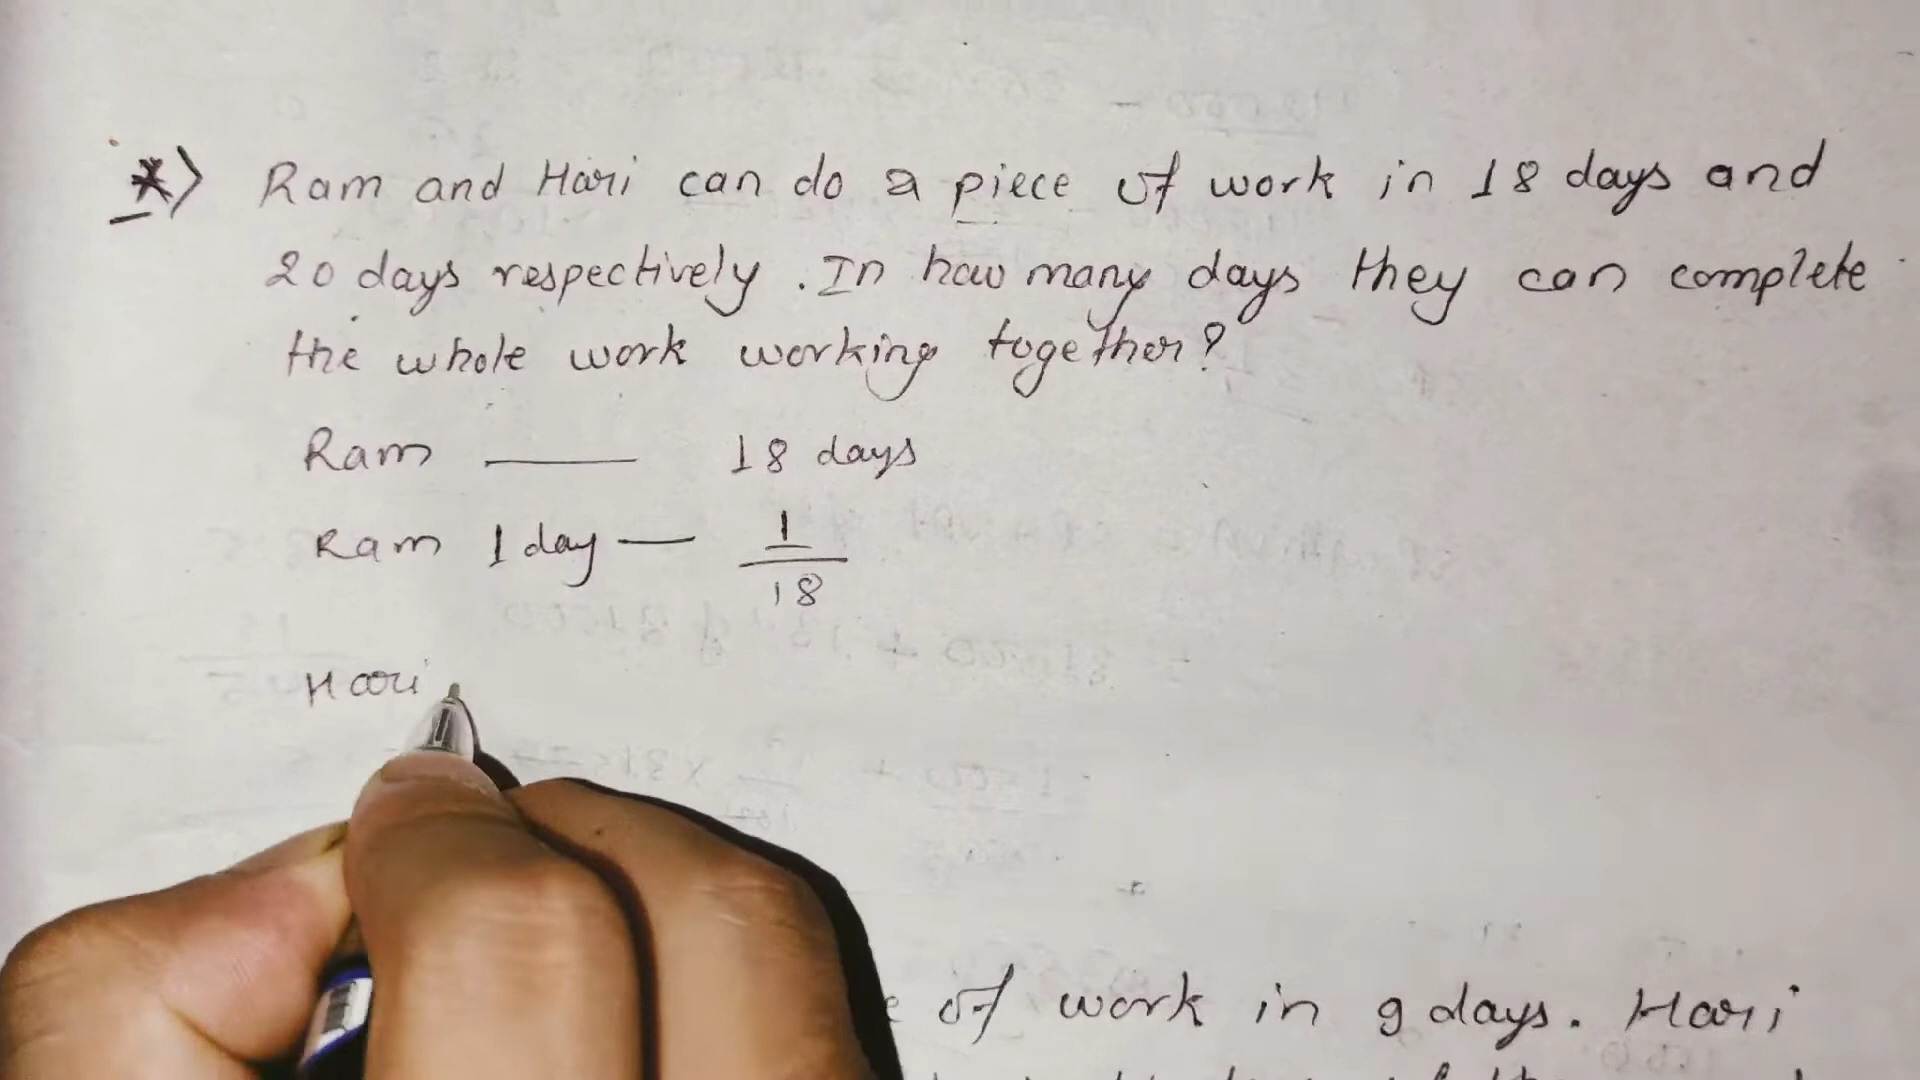 *> Ram and Hari can do a piece of work in 18 days and
20 days respectively. In how many days they can complete
the whole work working together?
Ram —— 18 days
Ram 1 day — 1/18
Hari
of work in 9 days. Hari